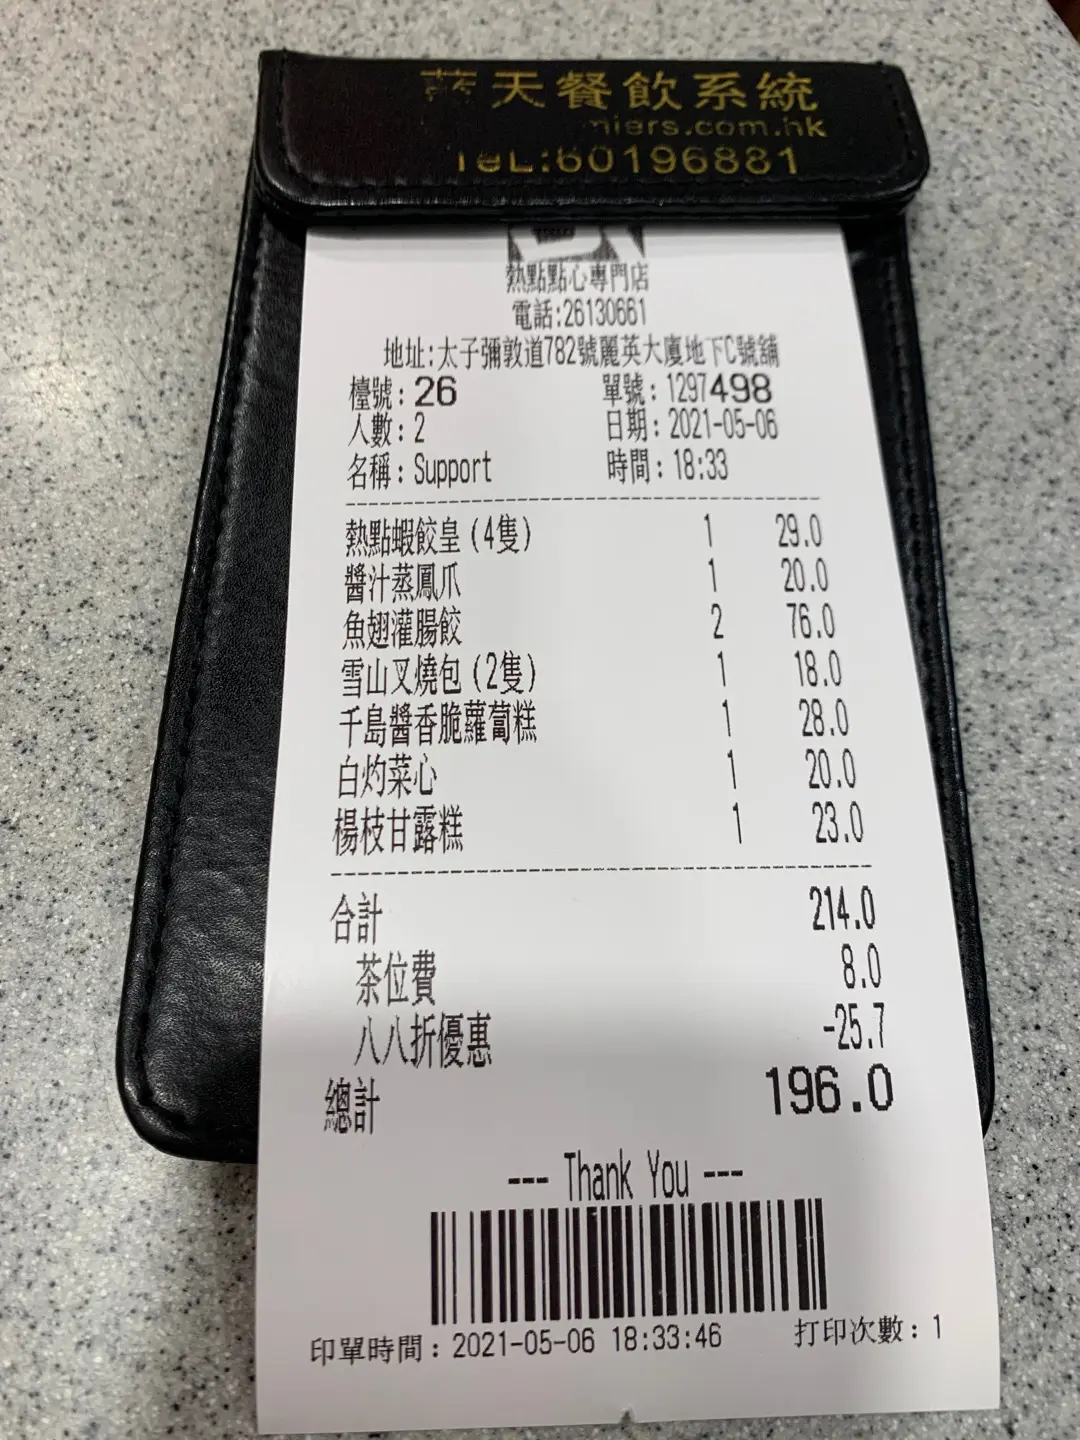 天餐飲系統
miers.com.hk
TeL:60196881
熱點點心專門店
電話:26130661
地址:太子彌敦道782號麗英大廈地下C號舖
檯號:26 單號:1297498
人數:2 日期:2021-05-06
名稱:Support 時間:18:33
熱點蝦餃皇(4隻) 1 29.0
醬汁蒸鳳爪 1 20.0
魚翅灌腸餃 2 76.0
雪山叉燒包(2隻) 1 18.0
千島醬香脆蘿蔔糕 1 28.0
白灼菜心 1 20.0
楊枝甘露糕 1 23.0
合計 214.0
茶位費 8.0
八八折優惠 -25.7
總計 196.0
--- Thank You ---
印單時間:2021-05-06 18:33:46 打印次數:1